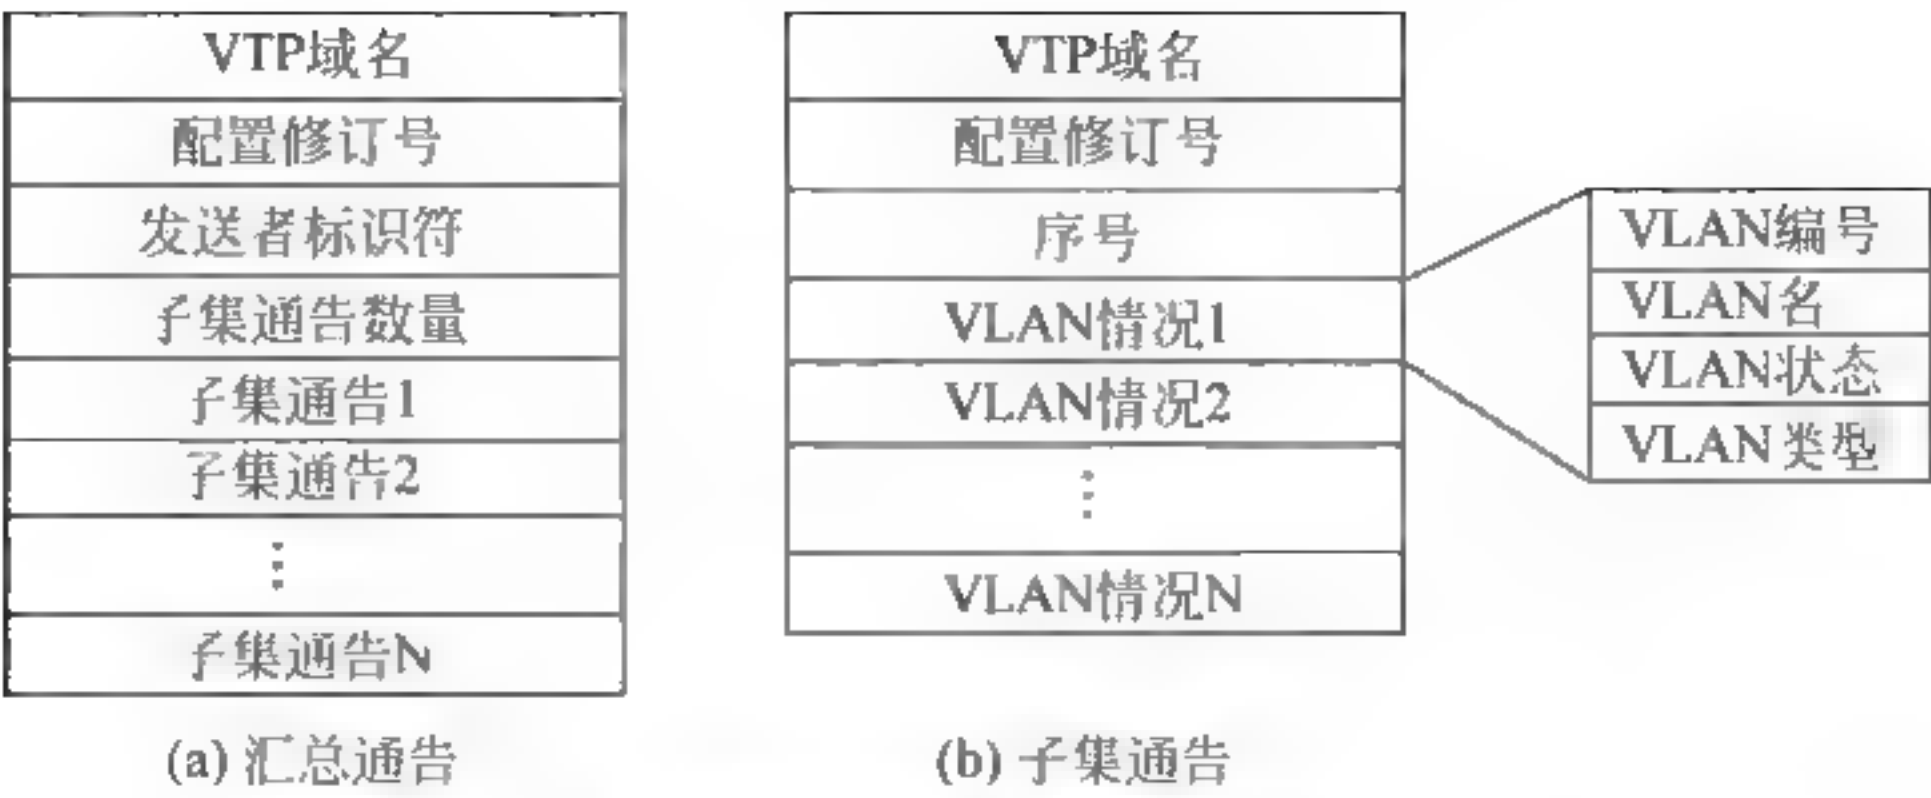 VTP域名
配置修订号
发送者标识符
子集通告数量
子集通告1
子集通告2
⋮
子集通告N
(a) 汇总通告
VTP域名
配置修订号
序号
VLAN情况1
VLAN情况2
⋮
VLAN情况N
(b) 子集通告
VLAN编号
VLAN名
VLAN状态
VLAN类型